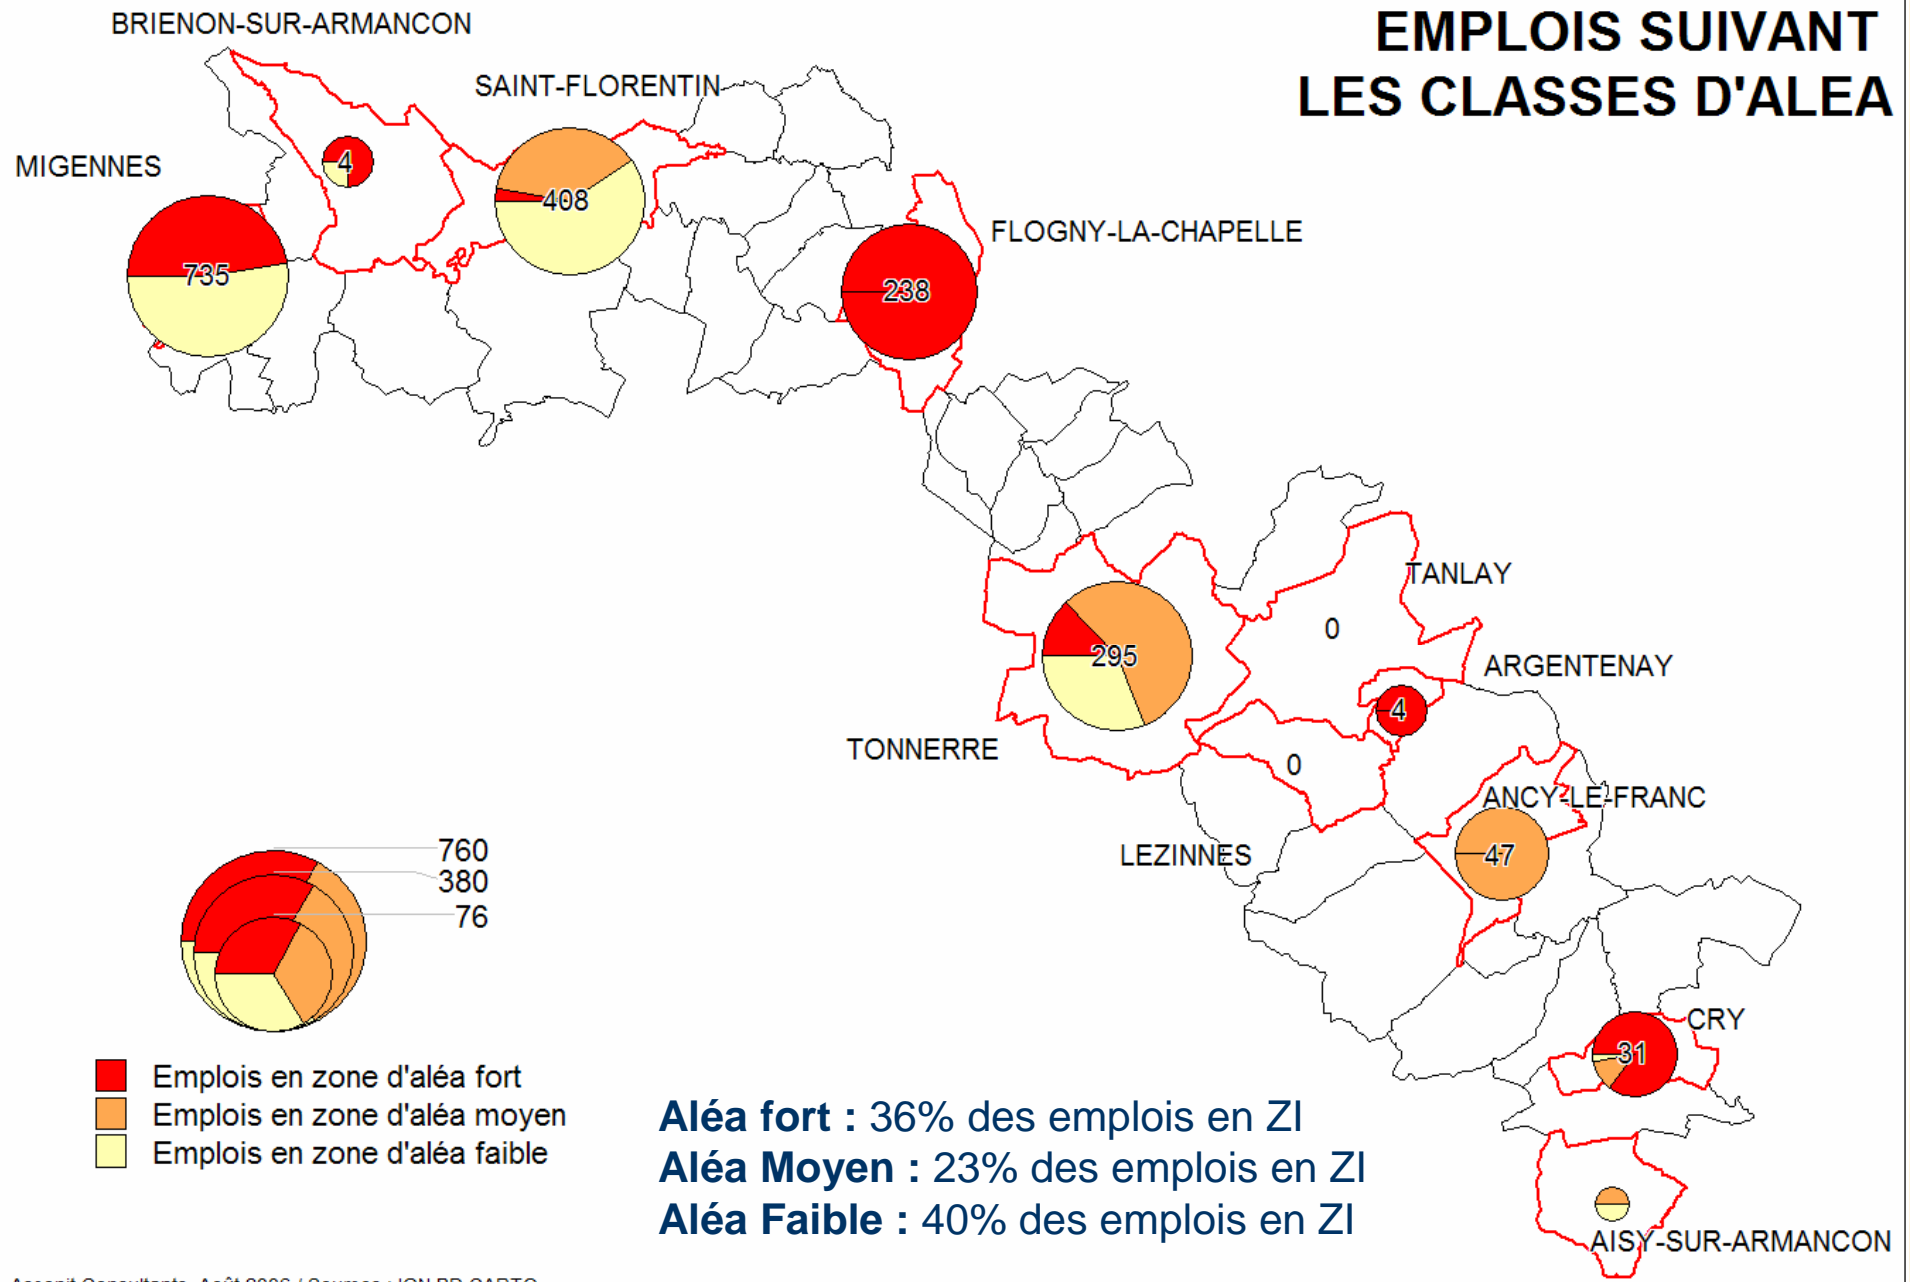 EMPLOIS SUIVANT
LES CLASSES D'ALEA
BRIENON-SUR-ARMANCON
SAINT-FLORENTIN
MIGENNES
4
408
735
FLOGNY-LA-CHAPELLE
238
TANLAY
0
ARGENTENAY
295
4
TONNERRE
0
ANCY-LE-FRANC
LEZINNES
47
760
380
76
CRY
31
Emplois en zone d'aléa fort
Emplois en zone d'aléa moyen
Emplois en zone d'aléa faible
Aléa fort : 36% des emplois en ZI
Aléa Moyen : 23% des emplois en ZI
Aléa Faible : 40% des emplois en ZI
AISY-SUR-ARMANCON